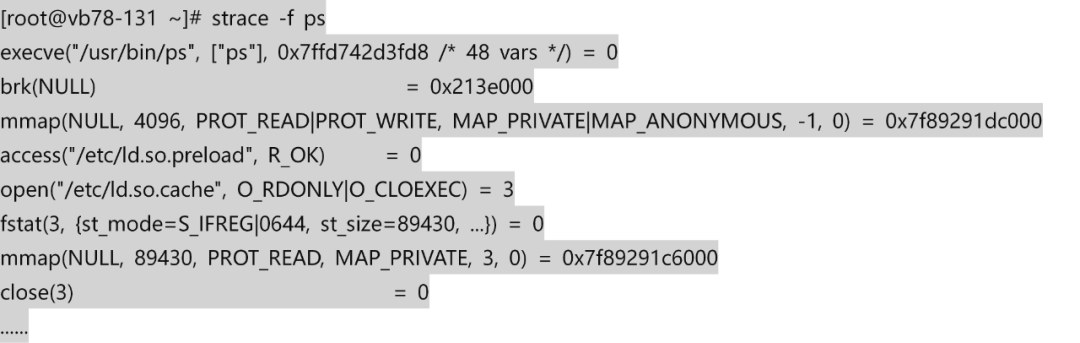 [root@vb78-131 ~]# strace -f ps
execve("/usr/bin/ps", ["ps"], 0x7ffd742d3fd8 /* 48 vars */) = 0
brk(NULL) = 0x213e000
mmap(NULL, 4096, PROT_READ|PROT_WRITE, MAP_PRIVATE|MAP_ANONYMOUS, -1, 0) = 0x7f89291dc000
access("/etc/ld.so.preload", R_OK) = 0
open("/etc/ld.so.cache", O_RDONLY|O_CLOEXEC) = 3
fstat(3, {st_mode=S_IFREG|0644, st_size=89430, ...}) = 0
mmap(NULL, 89430, PROT_READ, MAP_PRIVATE, 3, 0) = 0x7f89291c6000
close(3) = 0
......